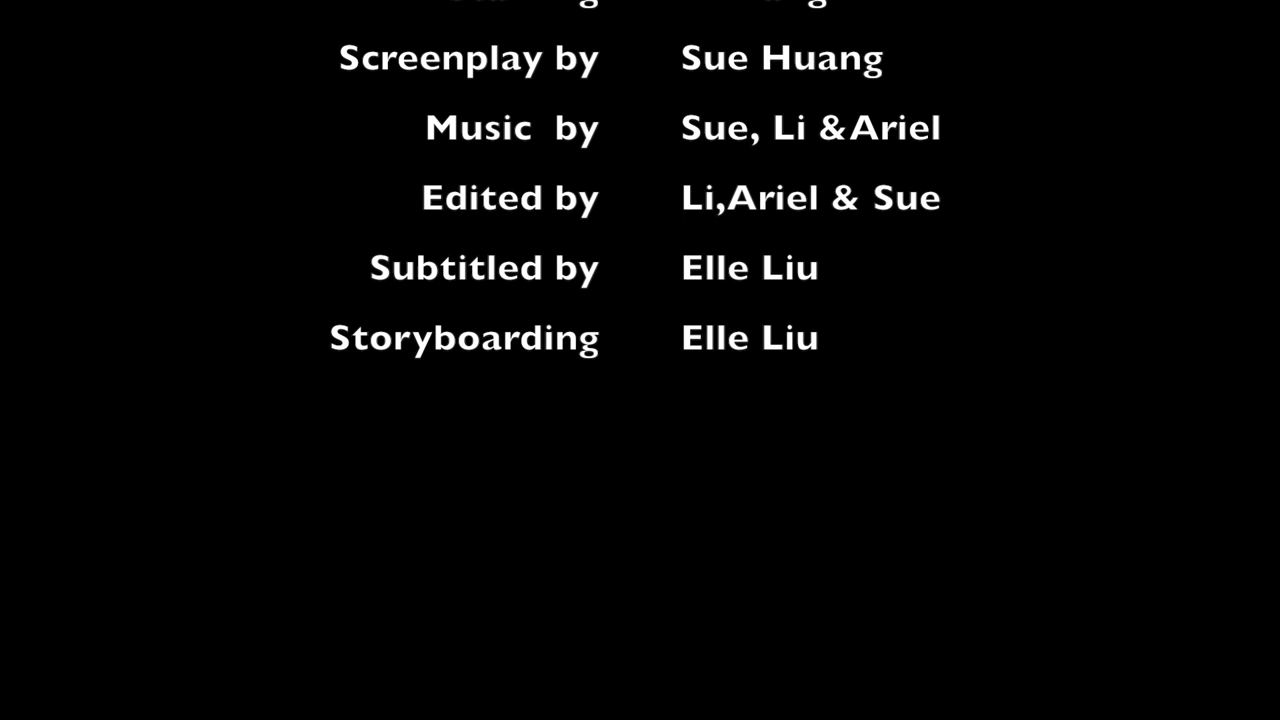 Screenplay by Sue Huang
Music by Sue, Li &Ariel
Edited by Li,Ariel & Sue
Subtitled by Elle Liu
Storyboarding Elle Liu